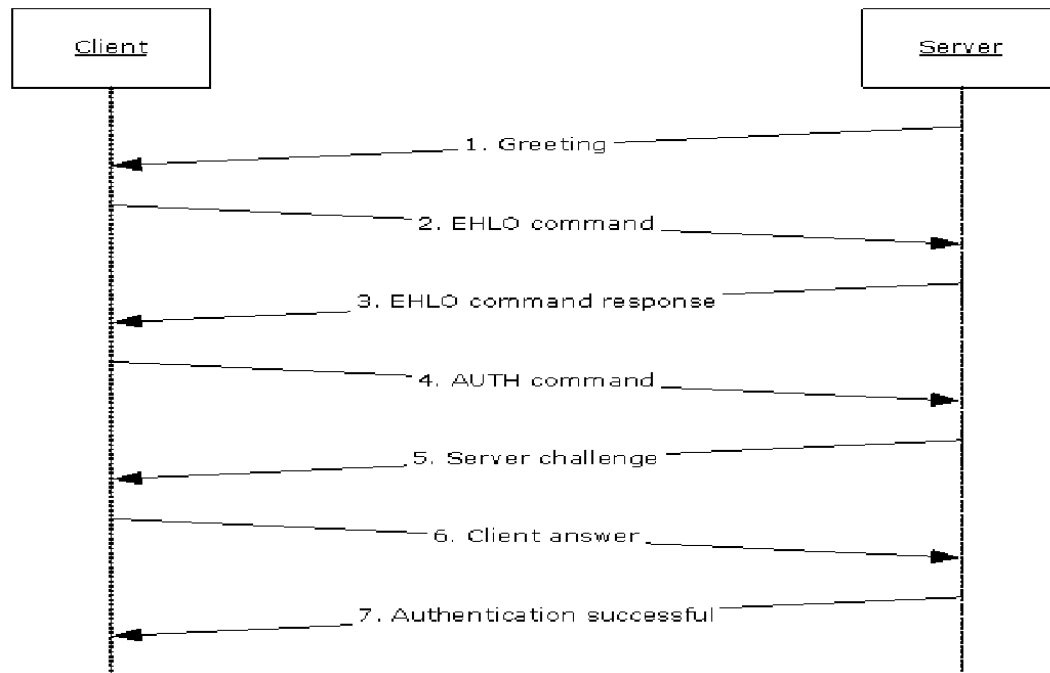 Client
Server
1. Greeting
2. EHLO command
3. EHLO command response
4. AUTH command
5. Server challenge
6. Client answer
7. Authentication successful